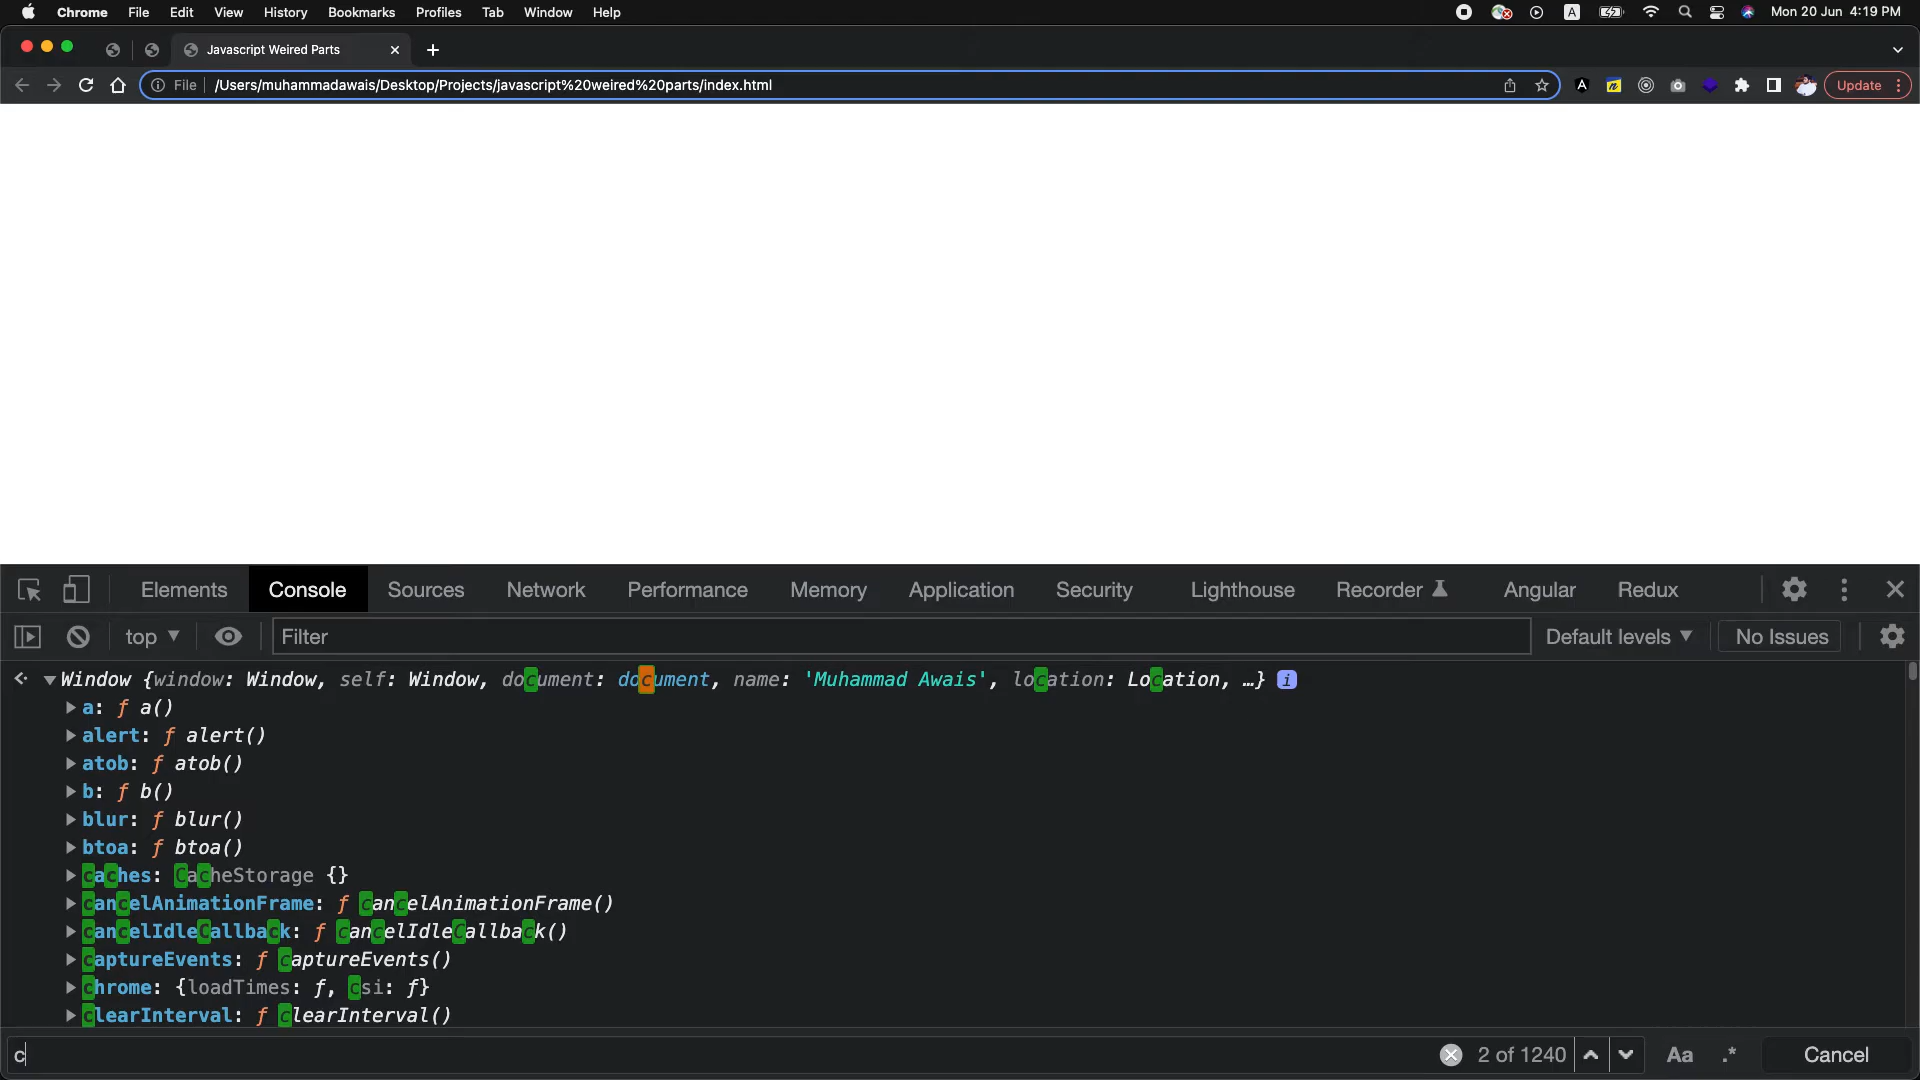 Chrome File Edit View History Bookmarks Profiles Tab Window Help A Mon 20 Jun 4:19 PM
Javascript Weired Parts
File /Users/muhammadawais/Desktop/Projects/javascript%20weired%20parts/index.html Update
Elements Console Sources Network Performance Memory Application Security Lighthouse Recorder Angular Redux
top Filter Default levels No Issues
Window {window: Window, self: Window, document: document, name: 'Muhammad Awais', location: Location, …} i
a: ƒ a()
alert: ƒ alert()
atob: ƒ atob()
b: ƒ b()
blur: ƒ blur()
btoa: ƒ btoa()
caches: CacheStorage {}
cancelAnimationFrame: ƒ cancelAnimationFrame()
cancelIdleCallback: ƒ cancelIdleCallback()
captureEvents: ƒ captureEvents()
chrome: {loadTimes: ƒ, csi: ƒ}
clearInterval: ƒ clearInterval()
c 2 of 1240 Aa .* Cancel